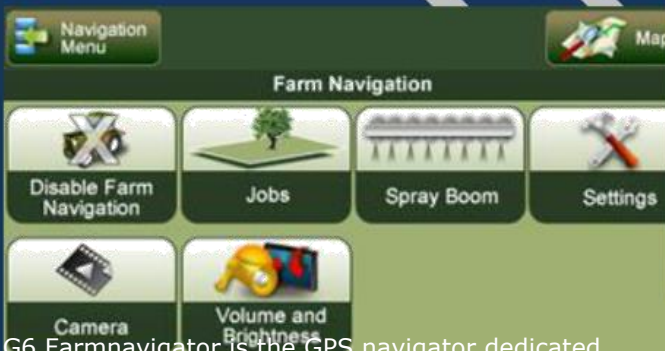 Navigation
Menu
Map
Farm Navigation
Disable Farm
Navigation
Jobs
Spray Boom
Settings
Camera
Volume and
Brightness
G6 Farmnavigator is the GPS navigator dedicated